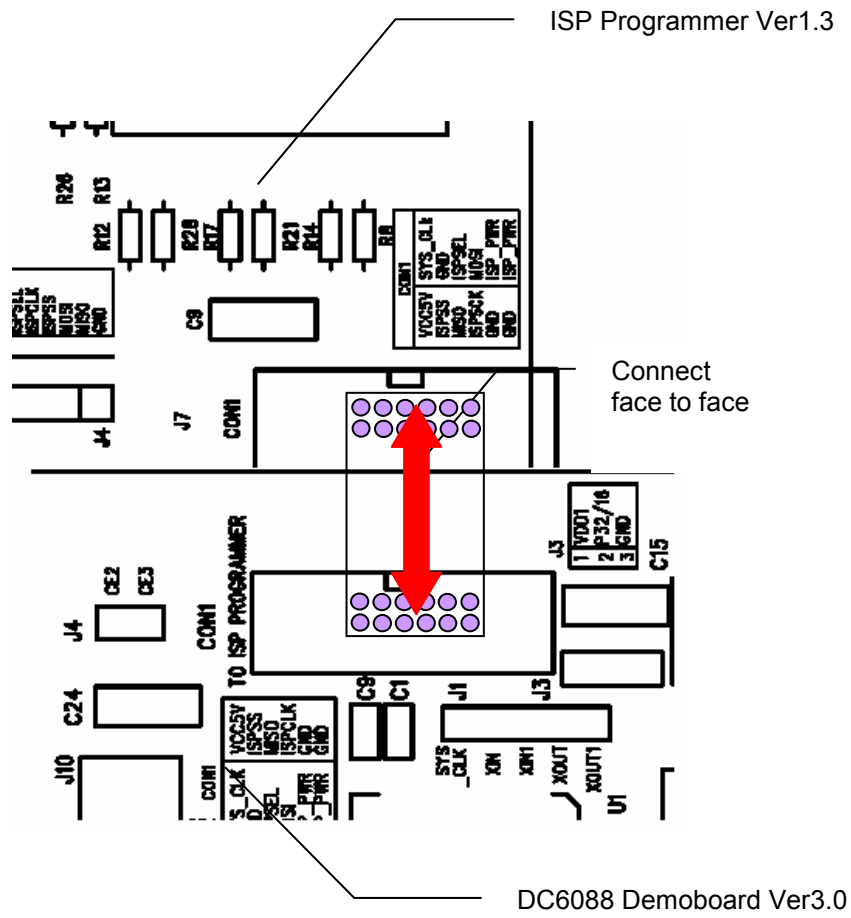 ISP Programmer Ver1.3
R26
R13
R12
R28
R17
R21
R14
R8
CON1
SYS_CLK
GND
ISPSEL
MOSI
ISP_PWR
ISP_PWR
VCC5V
ISPSS
MISO
ISPSCK
GND
GND
ISPCLK
ISPSS
MOSI
MISO
GND
C9
J4
J7
CON1
Connect
face to face
J3
1 VDD1
2 P32/16
3 GND
C15
CE2
CE3
J4
CON1
TO ISP PROGRAMMER
C24
C9
C1
J1
J3
J10
CON1
VCC5V
ISPSS
MISO
ISPCLK
GND
GND
SYS
_CLK
XIN
XIN1
XOUT
XOUT1
U1
DC6088 Demoboard Ver3.0